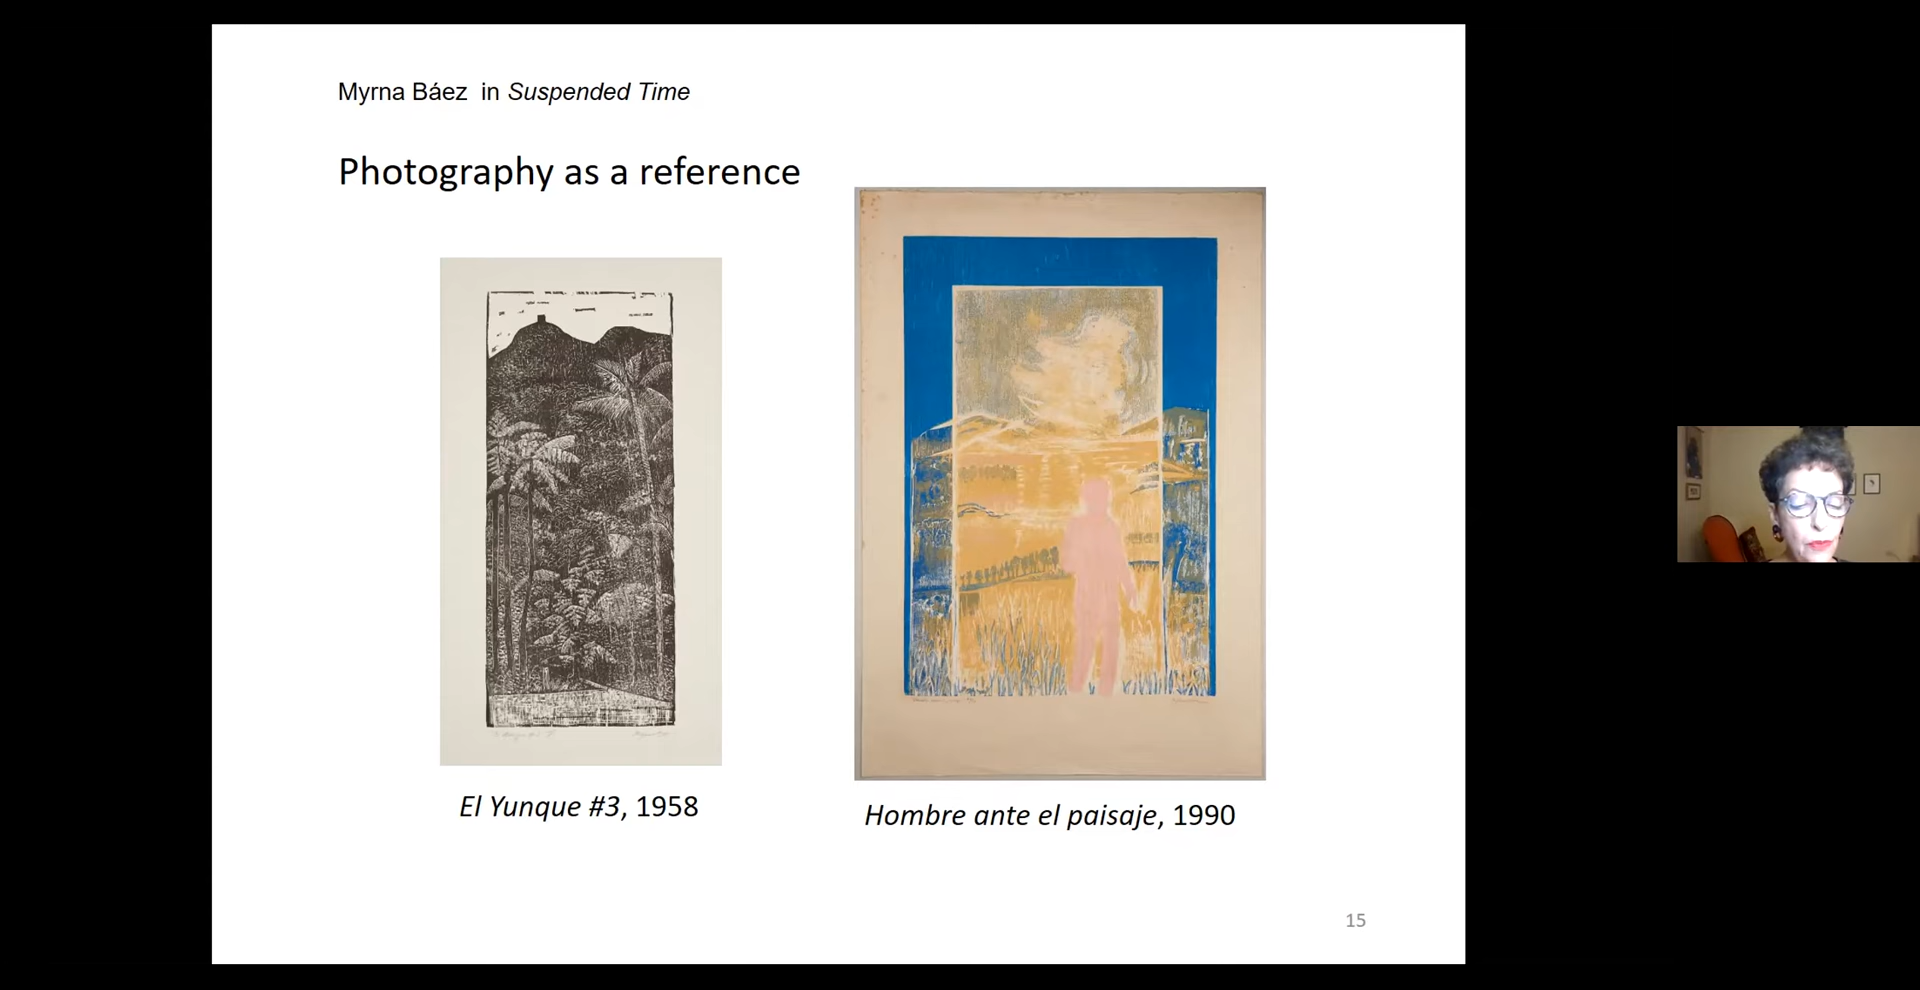 Myrna Báez in Suspended Time
Photography as a reference
El Yunque #3, 1958
Hombre ante el paisaje, 1990
15